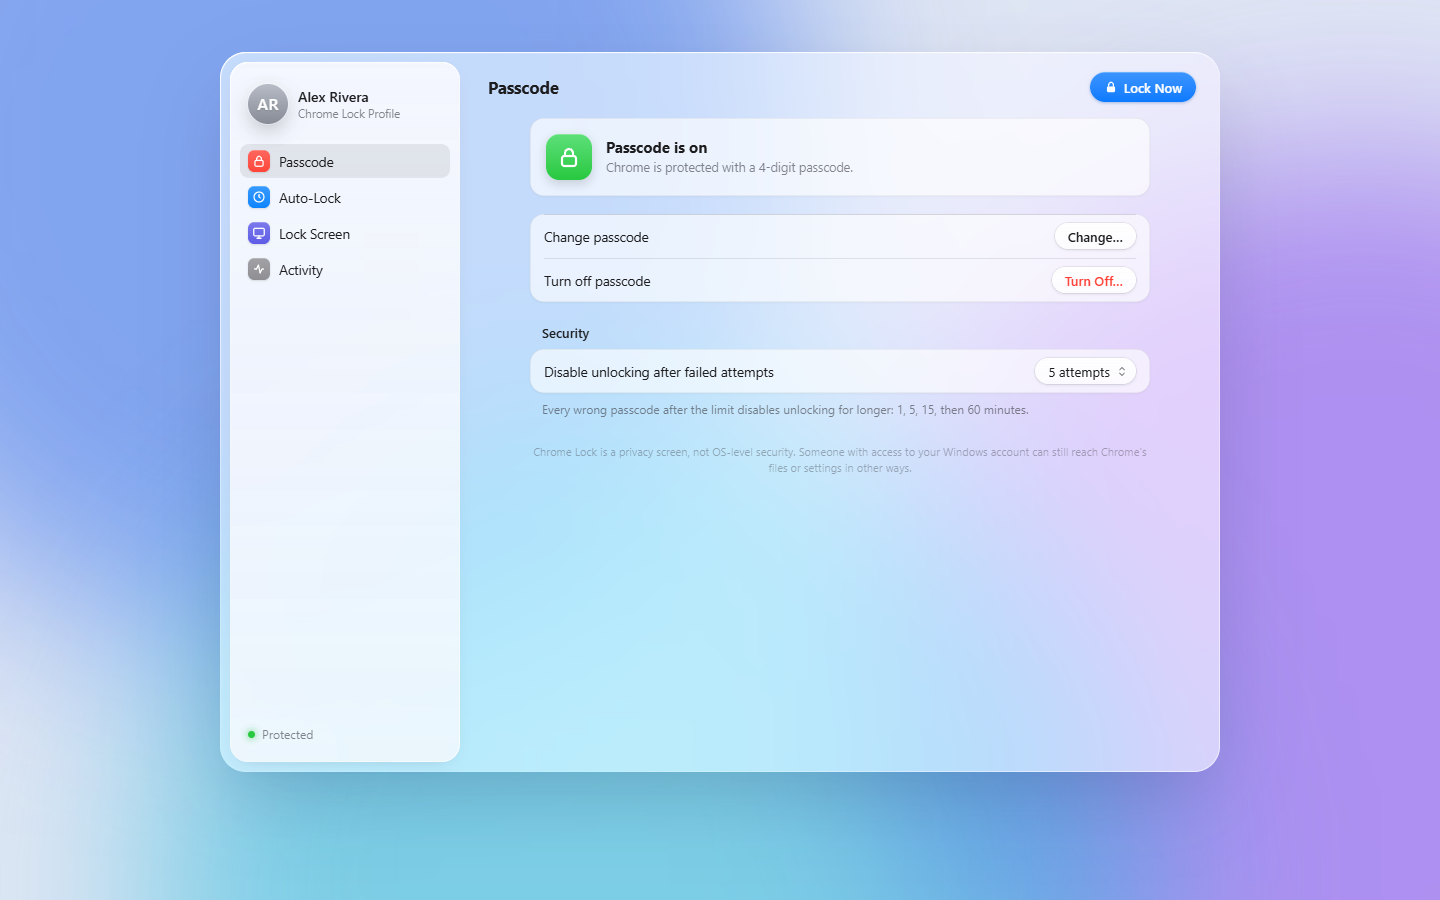 AR
Alex Rivera
Chrome Lock Profile
Passcode
Auto-Lock
Lock Screen
Activity
Protected
Passcode
Lock Now
Passcode is on
Chrome is protected with a 4-digit passcode.
Change passcode
Change...
Turn off passcode
Turn Off...
Security
Disable unlocking after failed attempts
5 attempts
Every wrong passcode after the limit disables unlocking for longer: 1, 5, 15, then 60 minutes.
Chrome Lock is a privacy screen, not OS-level security. Someone with access to your Windows account can still reach Chrome's
files or settings in other ways.